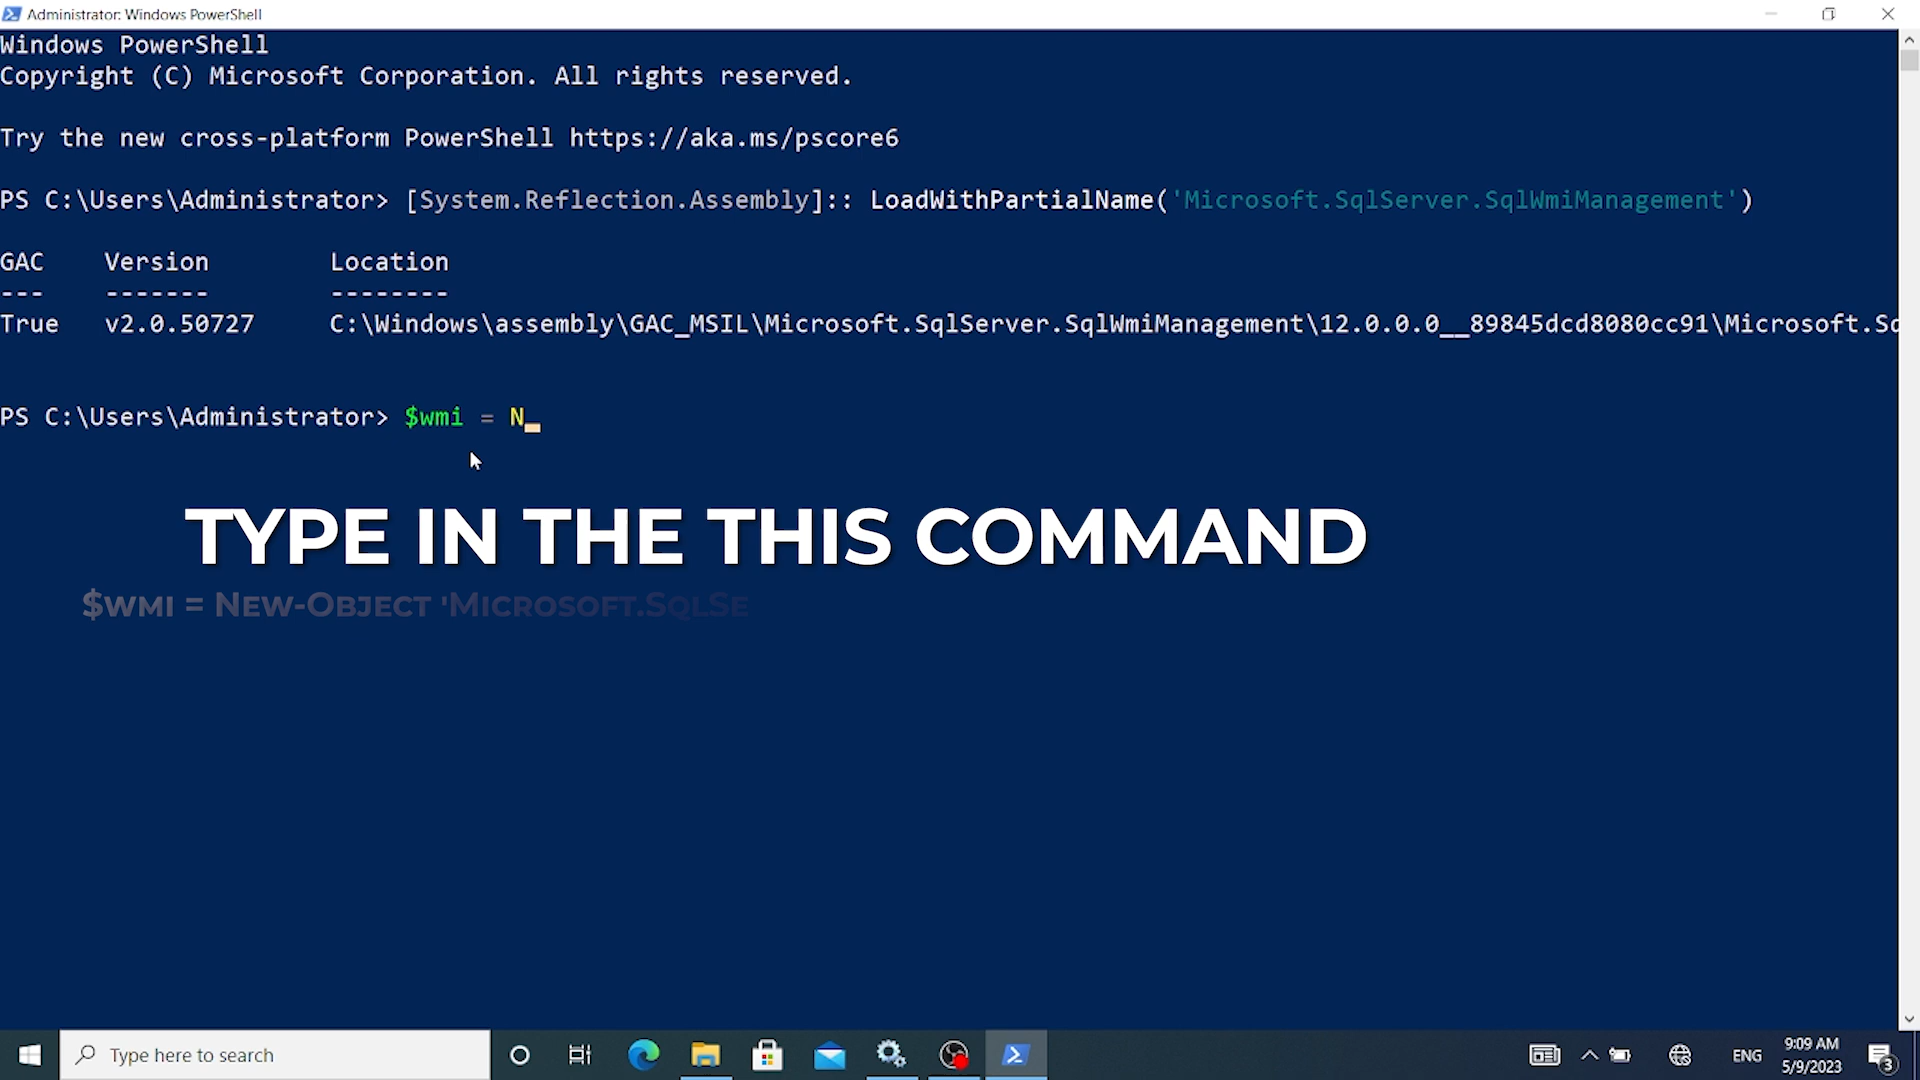 Administrator: Windows PowerShell
Windows PowerShell
Copyright (C) Microsoft Corporation. All rights reserved.
Try the new cross-platform PowerShell https://aka.ms/pscore6
PS C:\Users\Administrator> [System.Reflection.Assembly]:: LoadWithPartialName('Microsoft.SqlServer.SqlWmiManagement')
GAC Version Location
--- ------- --------
True v2.0.50727 C:\Windows\assembly\GAC_MSIL\Microsoft.SqlServer.SqlWmiManagement\12.0.0.0__89845dcd8080cc91\Microsoft.Sq
PS C:\Users\Administrator> $wmi = N_
TYPE IN THE THIS COMMAND
$wmi = New-Object 'Microsoft.SqlSe
Type here to search
ENG
9:09 AM
5/9/2023
3